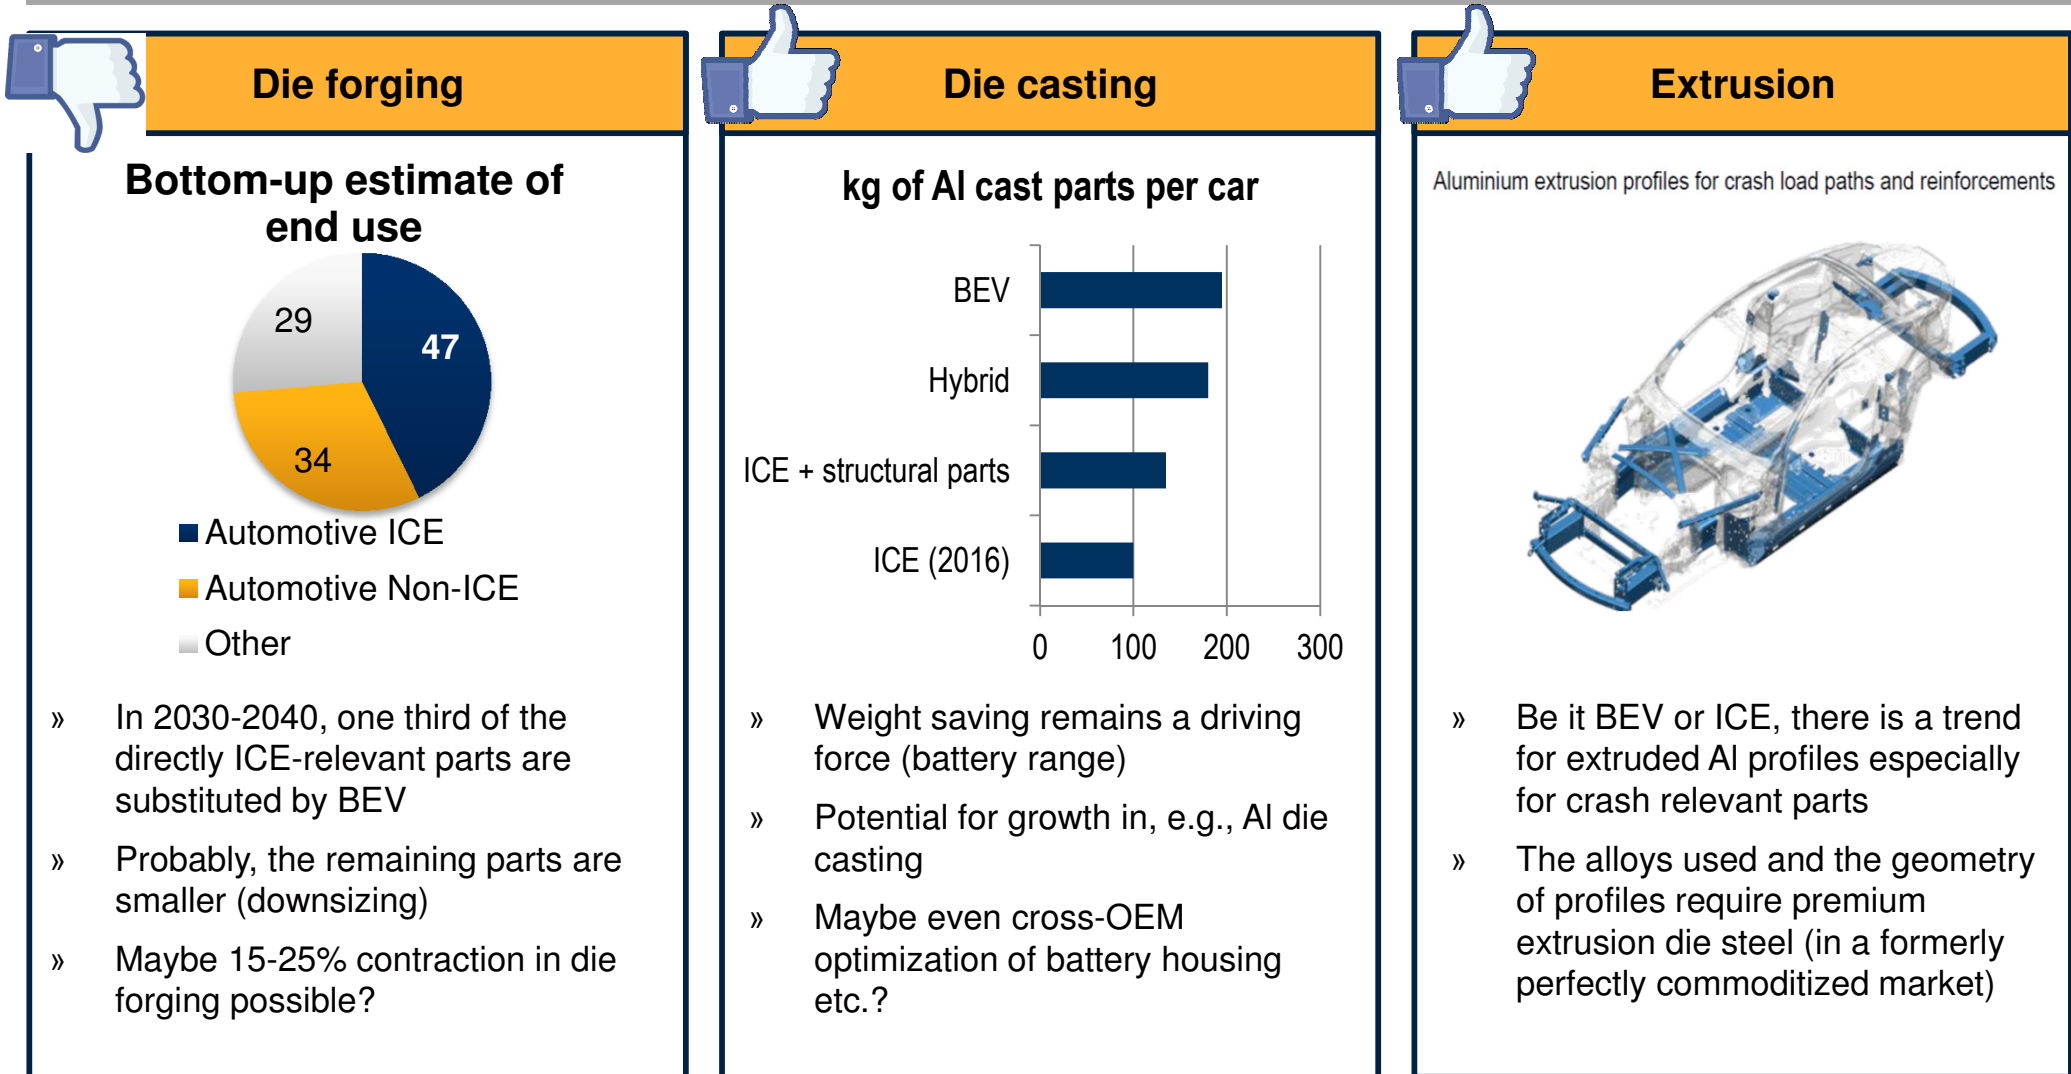 Die forging
Bottom-up estimate of
end use
29
47
34
Automotive ICE
Automotive Non-ICE
Other
» In 2030-2040, one third of the
directly ICE-relevant parts are
substituted by BEV
» Probably, the remaining parts are
smaller (downsizing)
» Maybe 15-25% contraction in die
forging possible?
Die casting
kg of Al cast parts per car
BEV
Hybrid
ICE + structural parts
ICE (2016)
0 100 200 300
» Weight saving remains a driving
force (battery range)
» Potential for growth in, e.g., Al die
casting
» Maybe even cross-OEM
optimization of battery housing
etc.?
Extrusion
Aluminium extrusion profiles for crash load paths and reinforcements
» Be it BEV or ICE, there is a trend
for extruded Al profiles especially
for crash relevant parts
» The alloys used and the geometry
of profiles require premium
extrusion die steel (in a formerly
perfectly commoditized market)